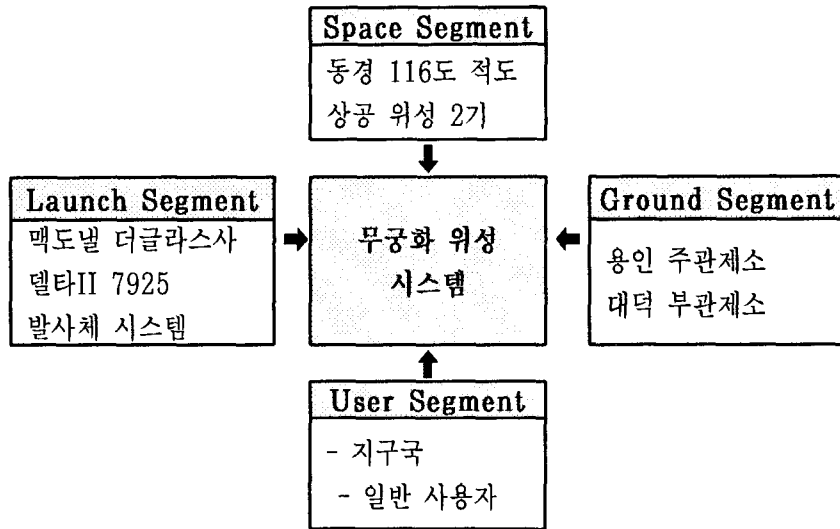 Space Segment
동경 116도 적도
상공 위성 2기
Launch Segment
맥도낼 더글라스사
델타II 7925
발사체 시스템
무궁화 위성
시스템
Ground Segment
용인 주관제소
대덕 부관제소
User Segment
- 지구국
- 일반 사용자